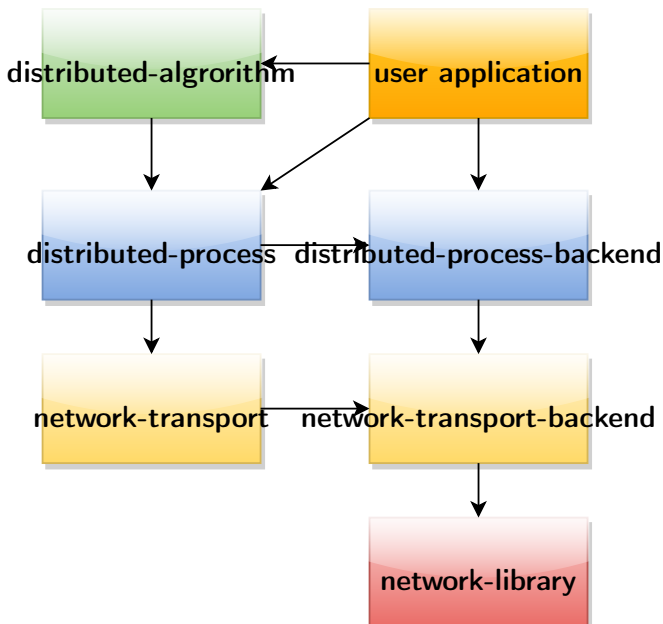 distributed-algrorithm
user application
distributed-process
distributed-process-backend
network-transport
network-transport-backend
network-library